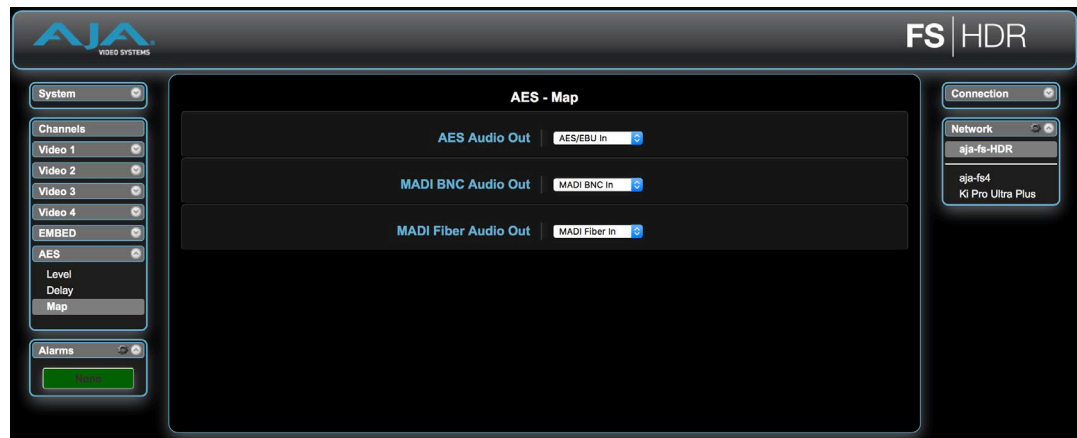 AJA
VIDEO SYSTEMS
FS|HDR
System
Channels
Video 1
Video 2
Video 3
Video 4
EMBED
AES
Level
Delay
Map
Alarms
None
AES - Map
AES Audio Out
AES/EBU In
MADI BNC Audio Out
MADI BNC In
MADI Fiber Audio Out
MADI Fiber In
Connection
Network
aja-fs-HDR
aja-fs4
Ki Pro Ultra Plus